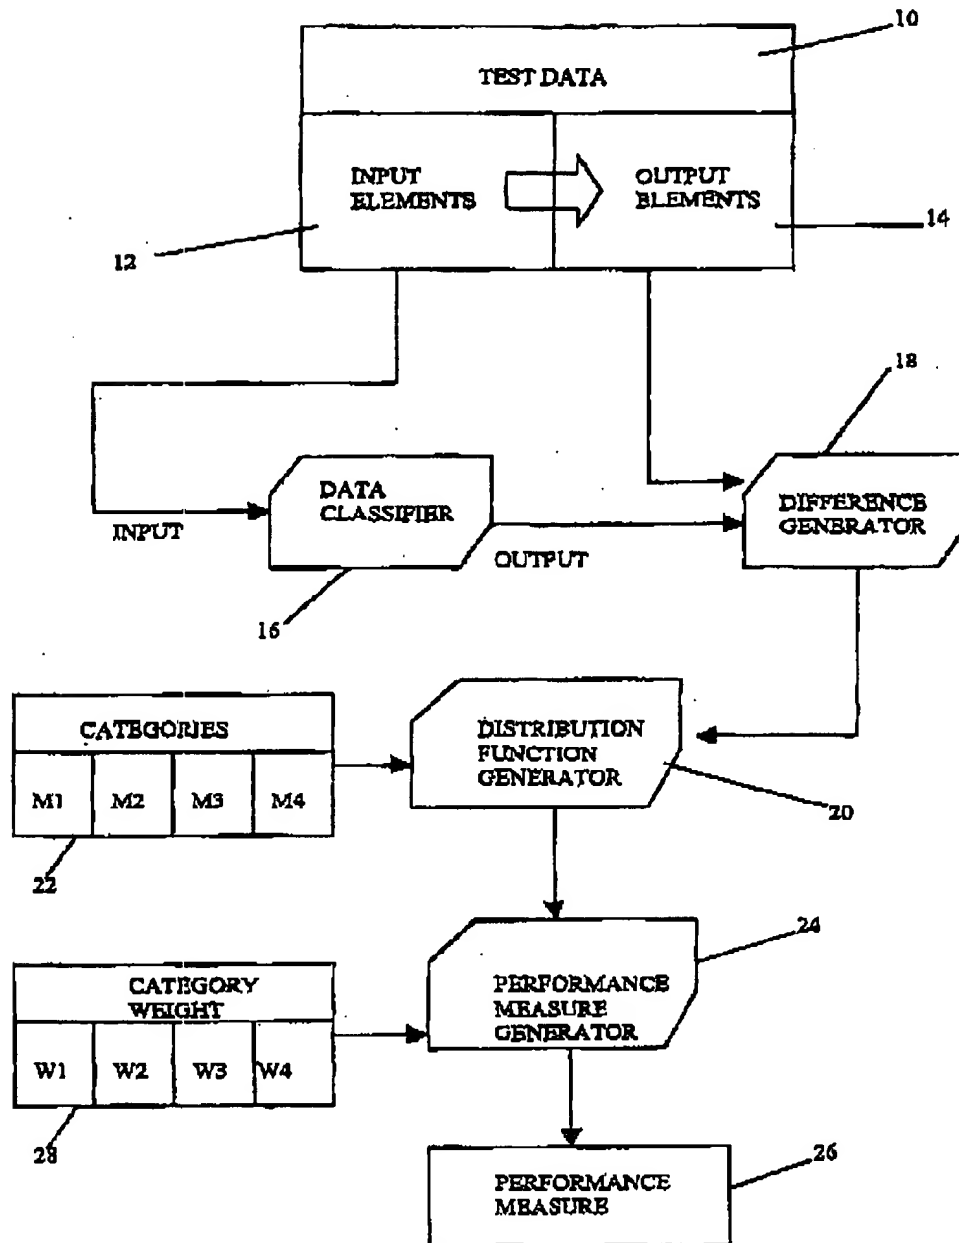 10
TEST DATA
INPUT
ELEMENTS
OUTPUT
ELEMENTS
12
14
18
DATA
CLASSIFIER
DIFFERENCE
GENERATOR
INPUT
OUTPUT
16
CATEGORIES
M1 M2 M3 M4
DISTRIBUTION
FUNCTION
GENERATOR
20
22
24
CATEGORY
WEIGHT
W1 W2 W3 W4
PERFORMANCE
MEASURE
GENERATOR
28
26
PERFORMANCE
MEASURE